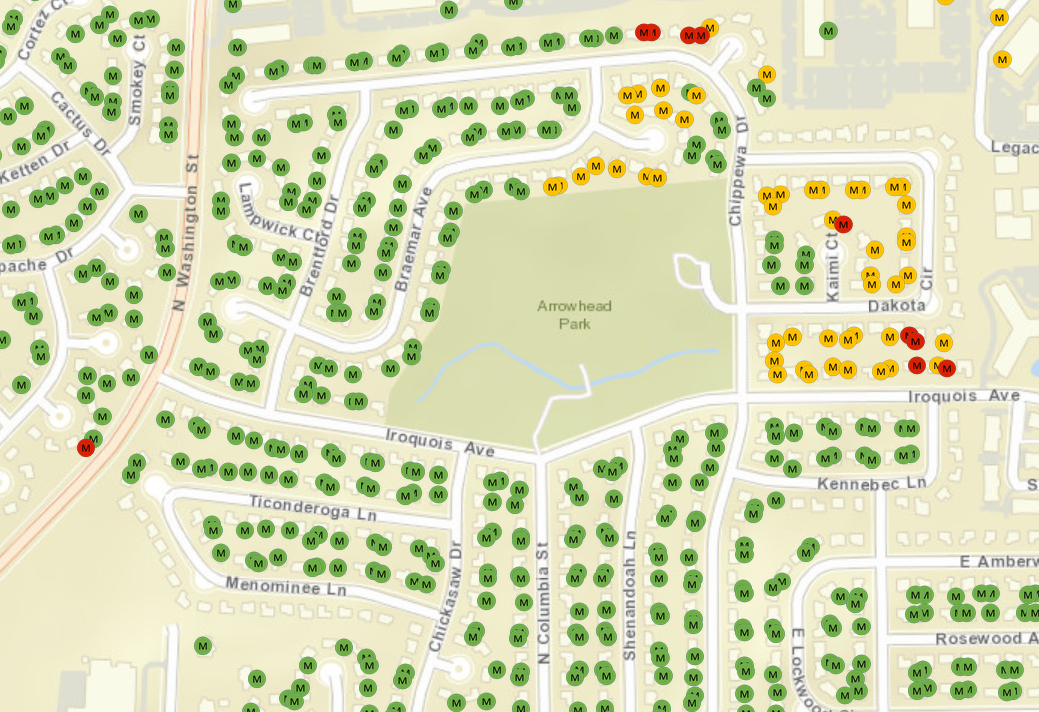 Cortez Ct
Smokey Ct
Cactus Dr
Ketten Dr
N Washington St
Lampwick Ct
Brentford Dr
Braemar Ave
Chippewa Dr
Kaimi Ct
Dakota
Cir
Arrowhead
Park
Iroquois Ave
Iroquois Ave
Kennebec Ln
Ticonderoga Ln
Menominee Ln
Chickasaw Dr
N Columbia St
Shenandoah Ln
E Lockwood
E Amberw
Rosewood A
Legac
pache Dr
S